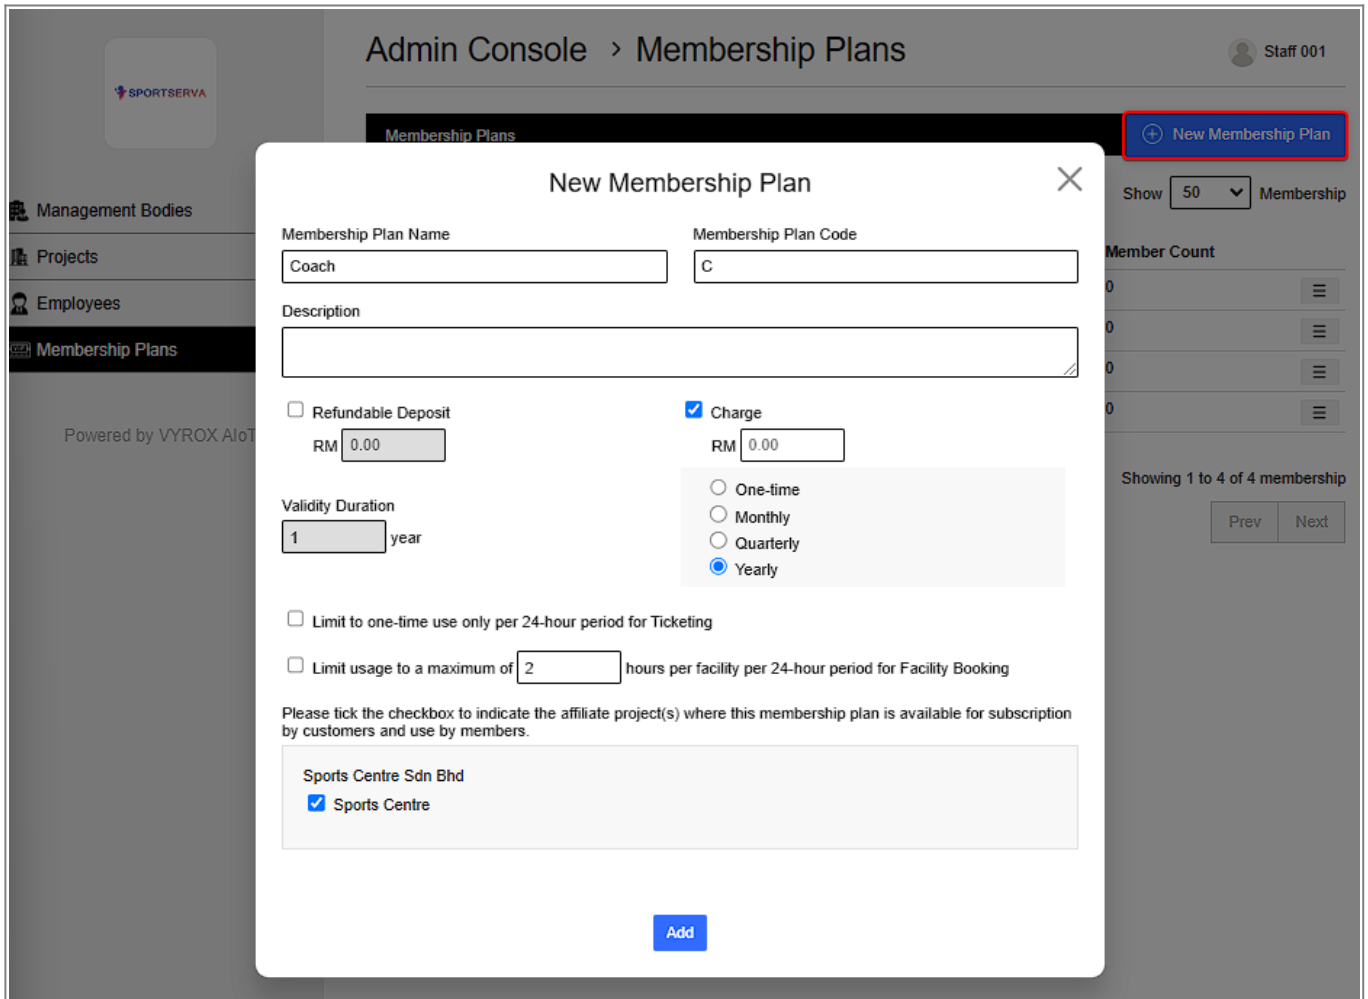 Admin Console > Membership Plans
Staff 001
SPORTSERVA
Membership Plans
New Membership Plan
Show 50 Membership
Management Bodies
Projects
Employees
Membership Plans
Powered by VYROX AIoT
Member Count
0
0
0
0
Showing 1 to 4 of 4 membership
Prev Next
New Membership Plan
Membership Plan Name
Membership Plan Code
Coach
C
Description
Refundable Deposit
RM 0.00
Charge
RM 0.00
One-time
Monthly
Quarterly
Yearly
Validity Duration
1 year
Limit to one-time use only per 24-hour period for Ticketing
Limit usage to a maximum of 2 hours per facility per 24-hour period for Facility Booking
Please tick the checkbox to indicate the affiliate project(s) where this membership plan is available for subscription
by customers and use by members.
Sports Centre Sdn Bhd
Sports Centre
Add